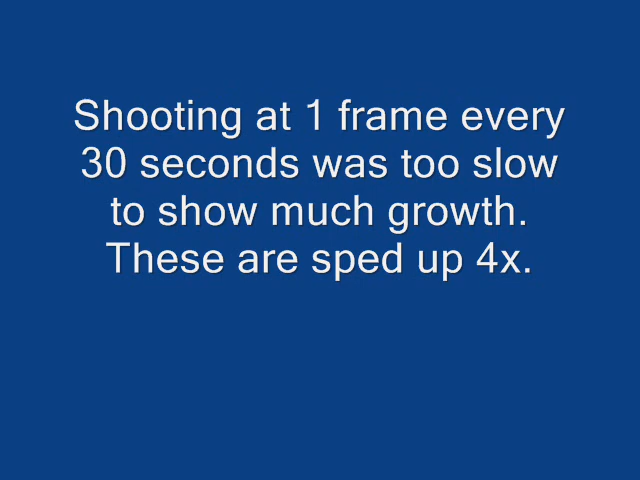 Shooting at 1 frame every
30 seconds was too slow
to show much growth.
These are sped up 4x.